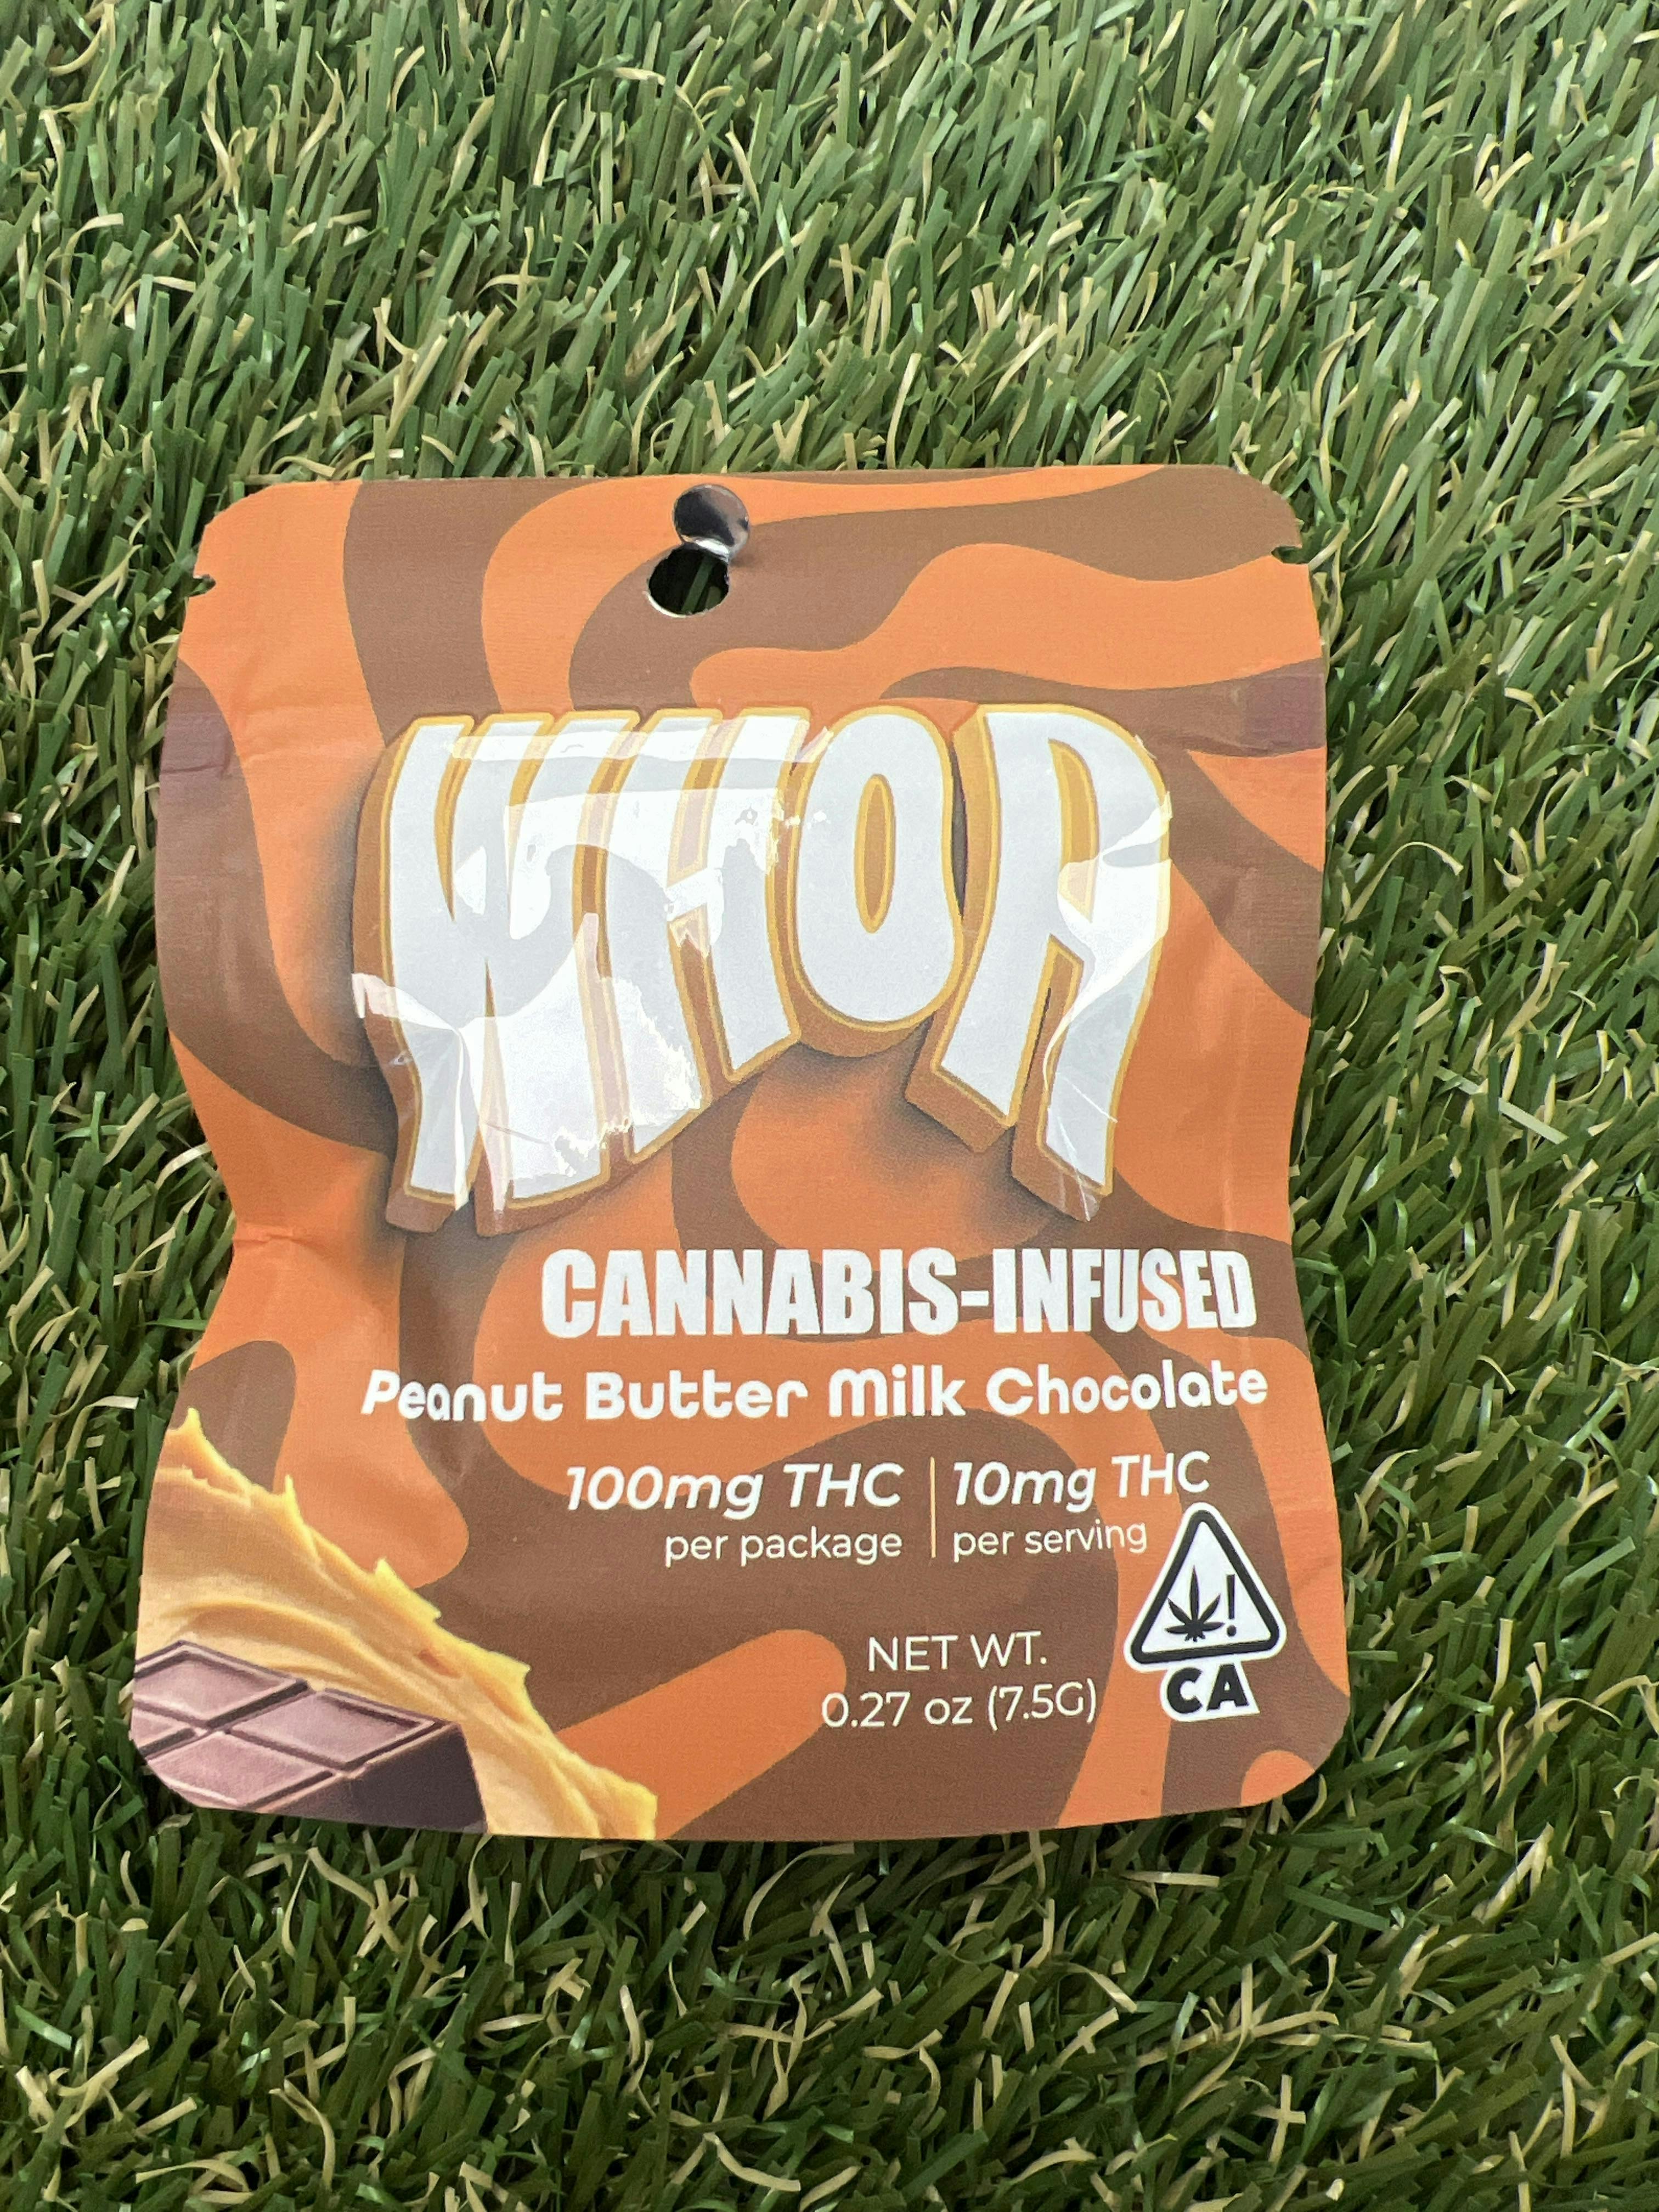 WHOA
CANNABIS-INFUSED
Peanut Butter Milk Chocolate
100mg THC
per package
10mg THC
per serving
!
CA
NET WT.
0.27 oz (7.5G)